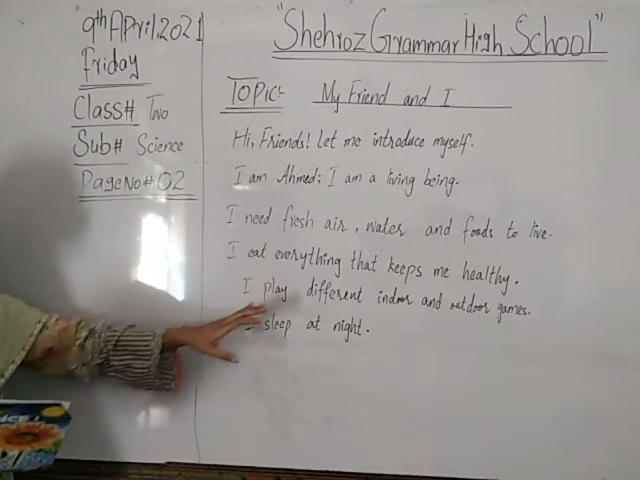 9th April, 2021
Friday
Class# Two
Sub# Science
Page No# 02
"Shehroz Grammar High School"
Topic:- My Friend and I
Hi, Friends! Let me introduce myself.
I am Ahmed; I am a living being.
I need fresh air, water and foods to live.
I eat everything that keeps me healthy.
I play different indoor and outdoor games.
I sleep at night.